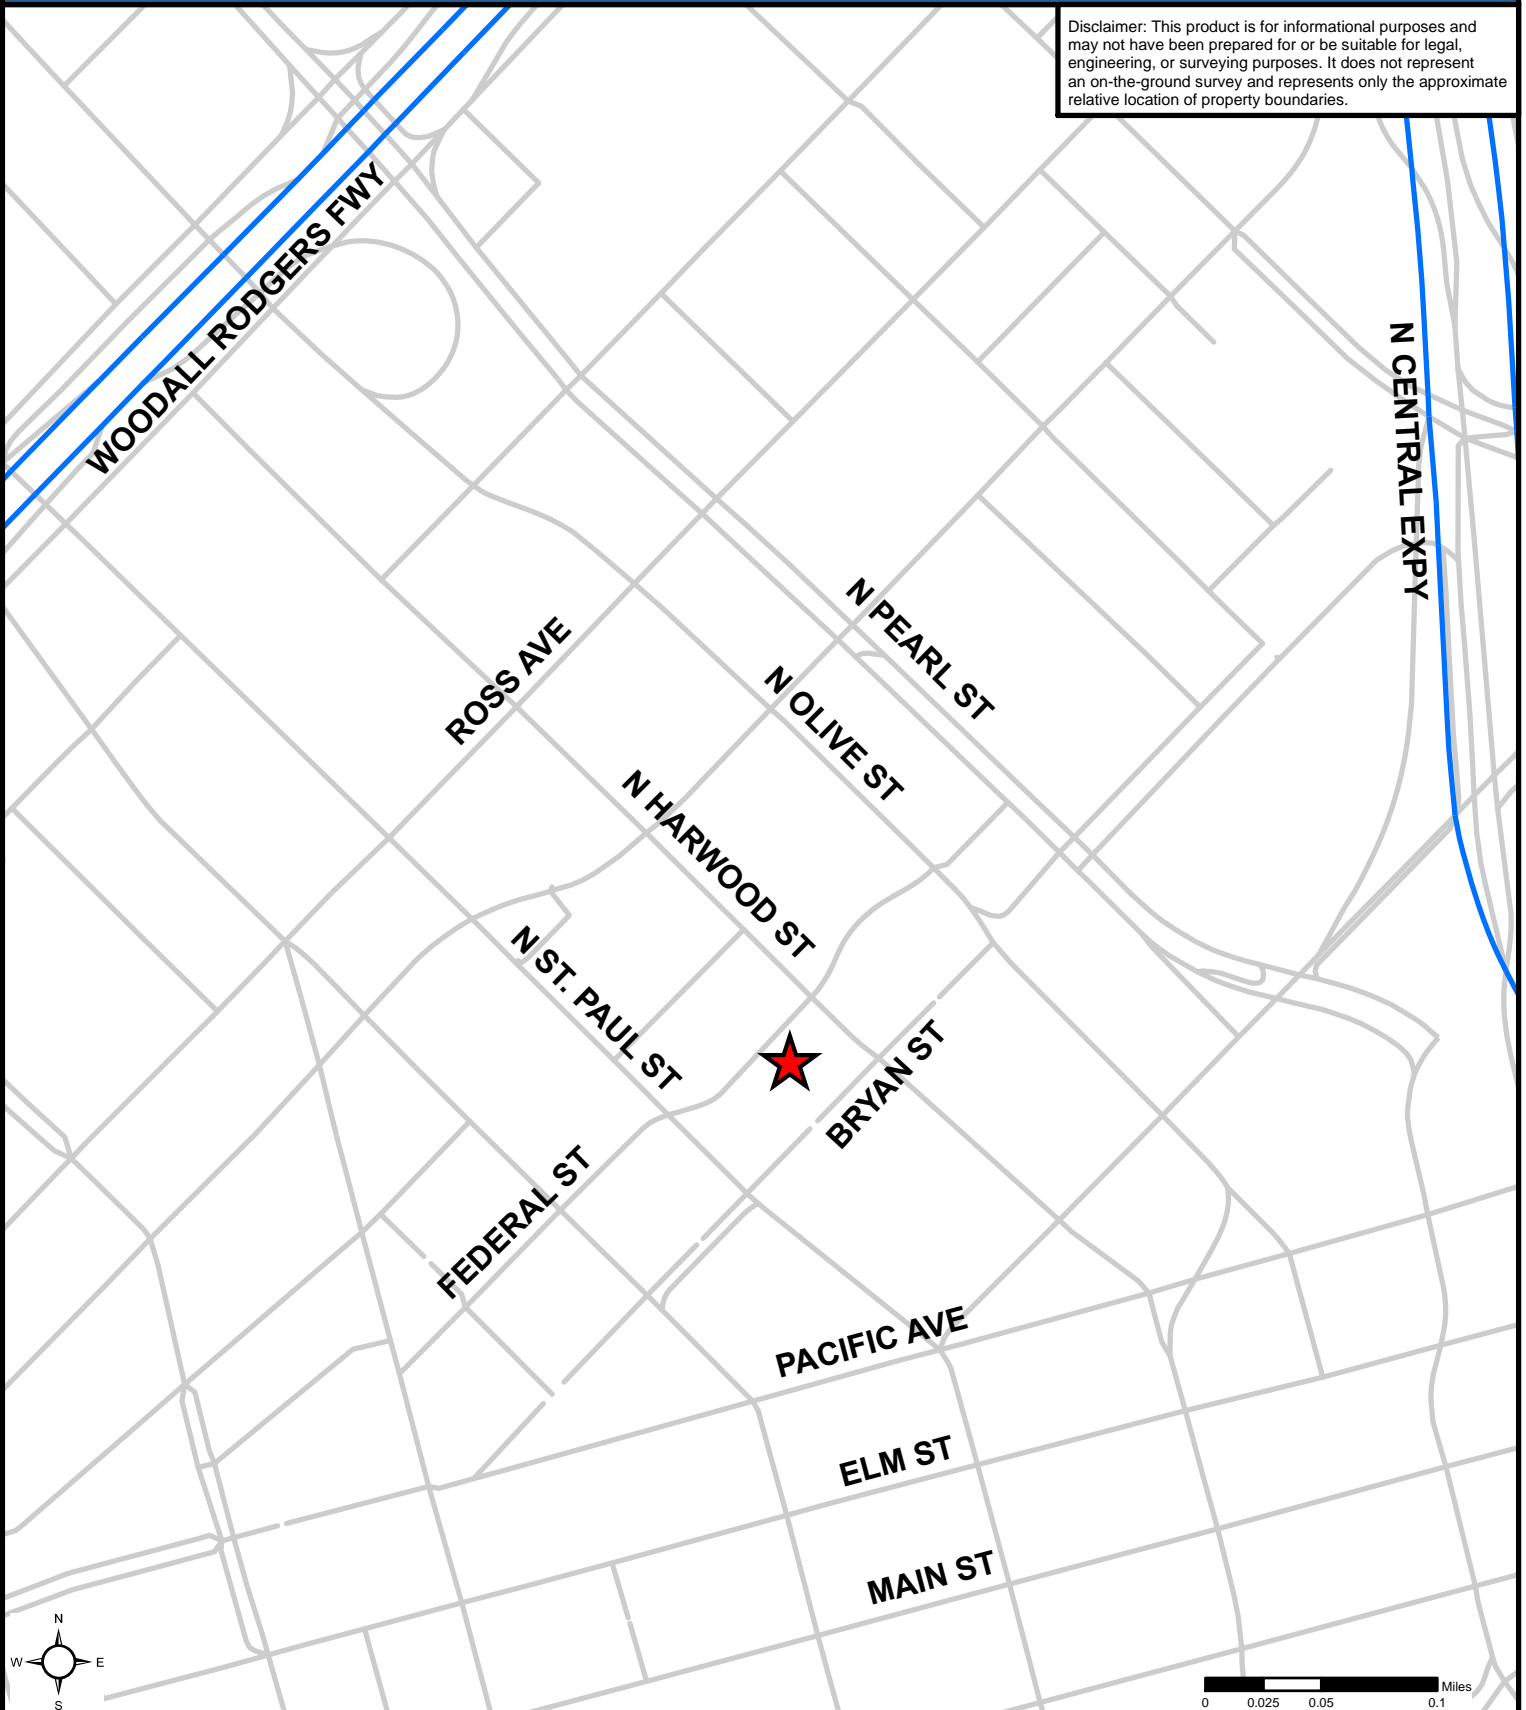 Disclaimer: This product is for informational purposes and
may not have been prepared for or be suitable for legal,
engineering, or surveying purposes. It does not represent
an on-the-ground survey and represents only the approximate
relative location of property boundaries.
WOODALL RODGERS FWY
N CENTRAL EXPY
N PEARL ST
ROSS AVE
N OLIVE ST
N HARWOOD ST
N ST. PAUL ST
BRYAN ST
FEDERAL ST
PACIFIC AVE
ELM ST
MAIN ST
N
W E
S
Miles
0 0.025 0.05 0.1